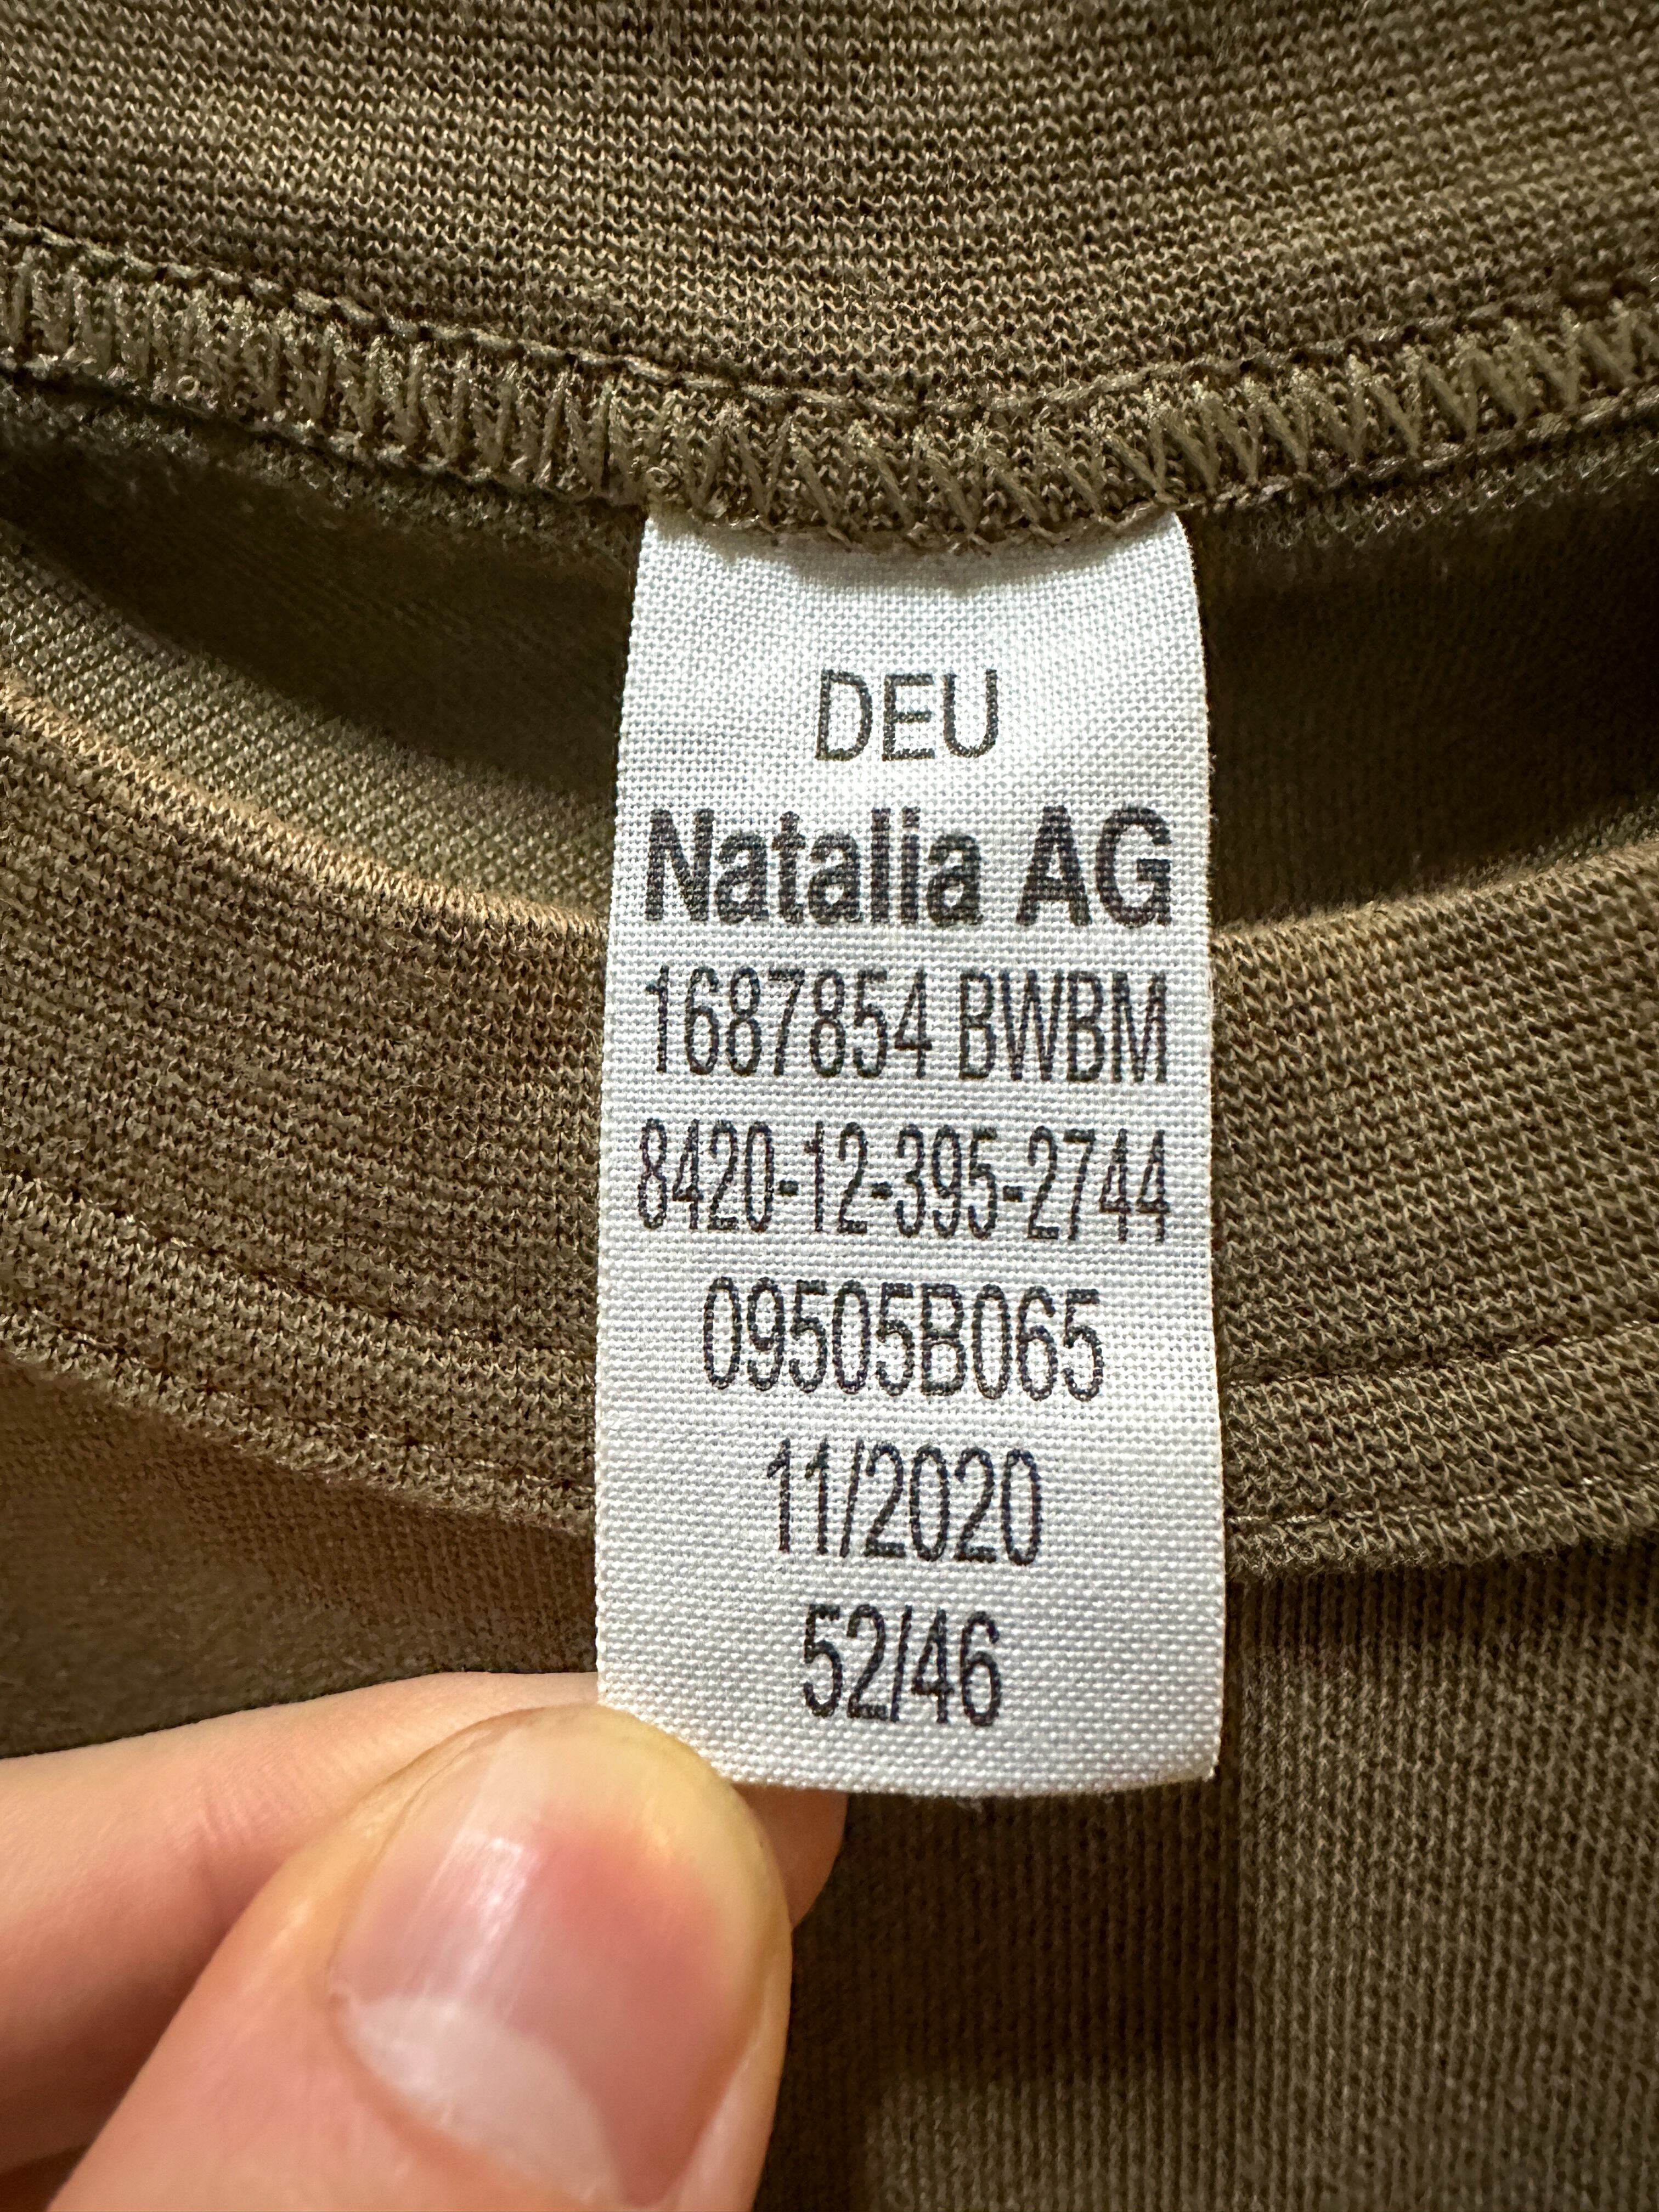 DEU
Natalia AG
1687854 BWBM
8420-12-395-2744
09505B065
11/2020
52/46